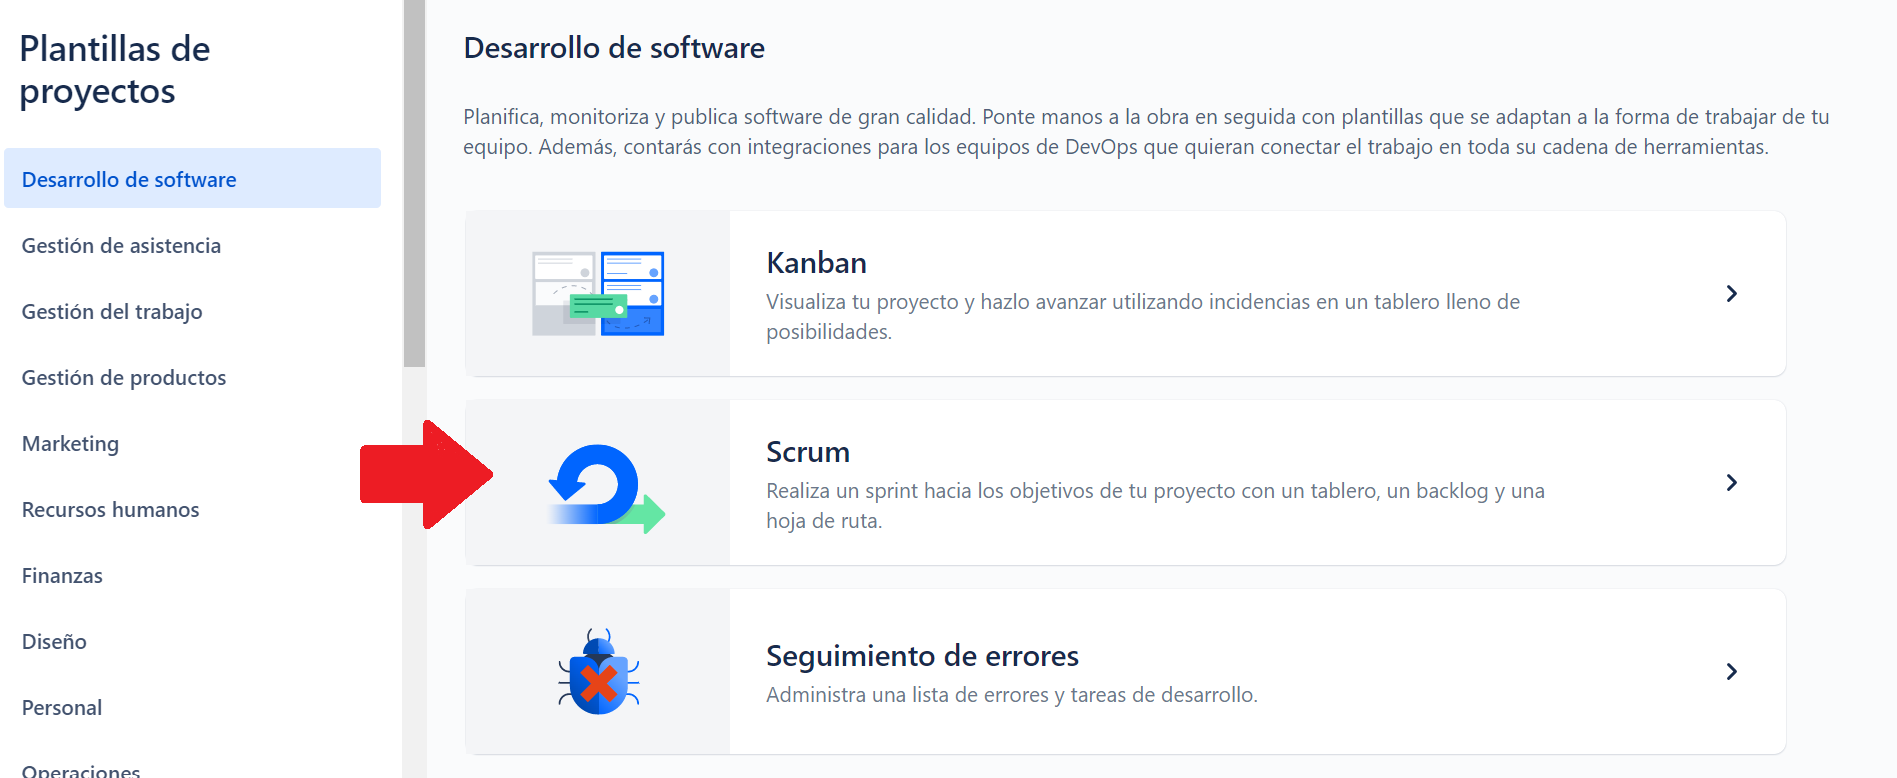 Plantillas de
proyectos
Desarrollo de software
Gestión de asistencia
Gestión del trabajo
Gestión de productos
Marketing
Recursos humanos
Finanzas
Diseño
Personal
Operaciones
Desarrollo de software
Planifica, monitoriza y publica software de gran calidad. Ponte manos a la obra en seguida con plantillas que se adaptan a la forma de trabajar de tu
equipo. Además, contarás con integraciones para los equipos de DevOps que quieran conectar el trabajo en toda su cadena de herramientas.
Kanban
Visualiza tu proyecto y hazlo avanzar utilizando incidencias en un tablero lleno de
posibilidades.
Scrum
Realiza un sprint hacia los objetivos de tu proyecto con un tablero, un backlog y una
hoja de ruta.
Seguimiento de errores
Administra una lista de errores y tareas de desarrollo.